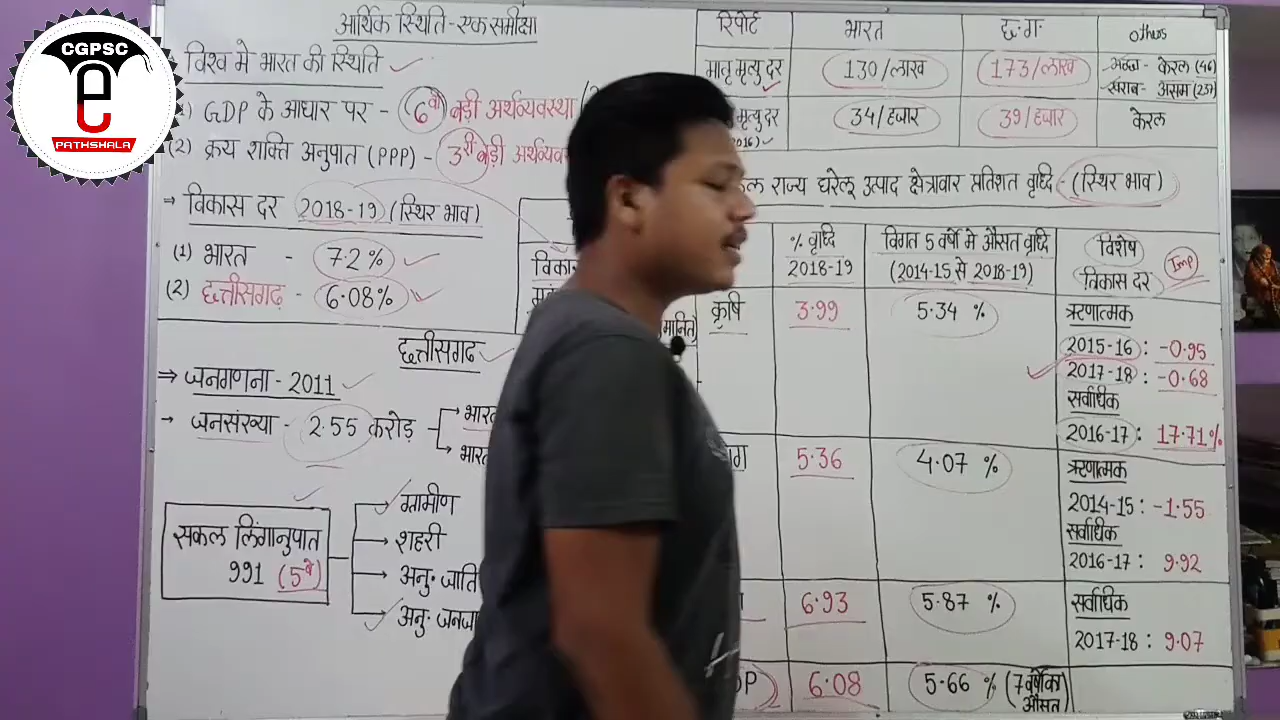 CGPSC
e
PATHSHALA
आर्थिक स्थिति - एक समीक्षा
विश्व मे भारत की स्थिति
GDP के आधार पर - 6वी बड़ी अर्थव्यवस्था
(2) क्रय शक्ति अनुपात (PPP) - 3री बड़ी
→ विकास दर 2018-19 (स्थिर भाव)
(1) भारत - 7.2%
(2) छत्तीसगढ़ - 6.08%
छत्तीसगढ़
⇒ जनगणना - 2011
→ जनसंख्या - 2.55 करोड़
सकल लिंगानुपात
991 (5वे)
→ ग्रामीण
→ शहरी
→ अनु. जाति
→ अनु.
रिपोर्ट भारत छ.ग. others
मातृ मृत्यु दर 130/लाख 173/लाख अच्छा - केरल (46)
खराब - असम (237)
मृत्यु दर 34/हजार 39/हजार केरल
राज्य घरेलू उत्पाद क्षेत्रावार प्रतिशत वृध्दि - (स्थिर भाव)
% वृध्दि
2018-19
विगत 5 वर्षो मे औसत वृध्दि
(2014-15 से 2018-19)
विशेष
विकास दर
Imp
कृषि 3.99 5.34 %
ऋणात्मक
2015-16 : -0.95
2017-18 : -0.68
सर्वाधिक
2016-17 : 17.71%
5.36 4.07 %
ऋणात्मक
2014-15 : -1.55
सर्वाधिक
2016-17 : 9.92
6.93 5.87 %
सर्वाधिक
2017-18 : 9.07
6.08 5.66 % (7 वर्षो का औसत)